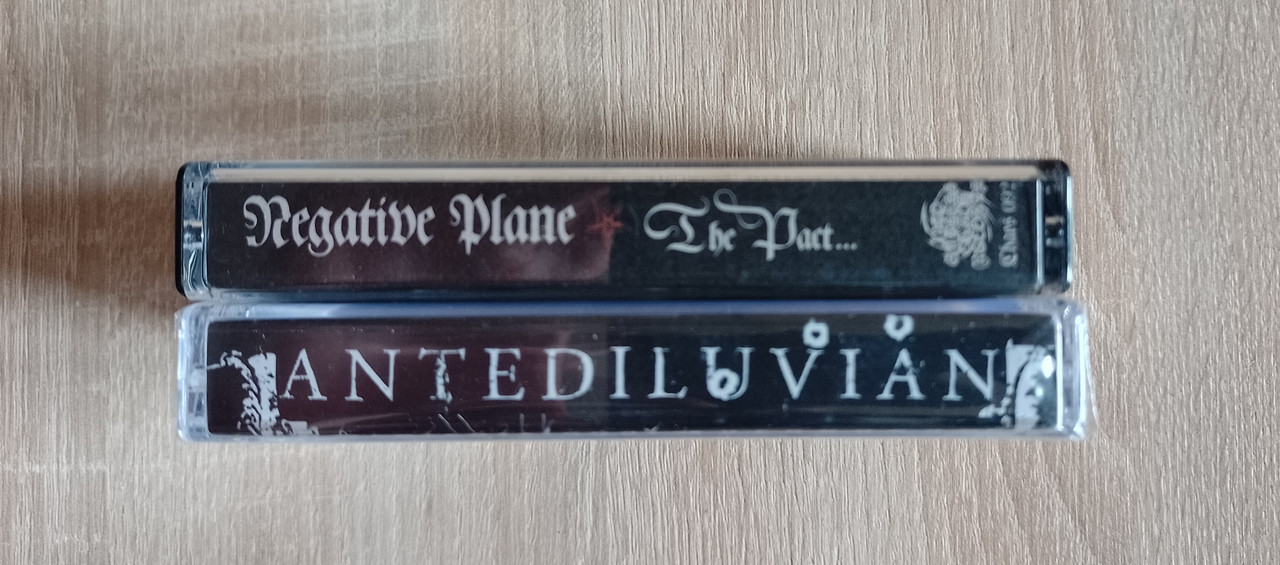 Negative Plane The Pact...
ANTEDILUVIAN